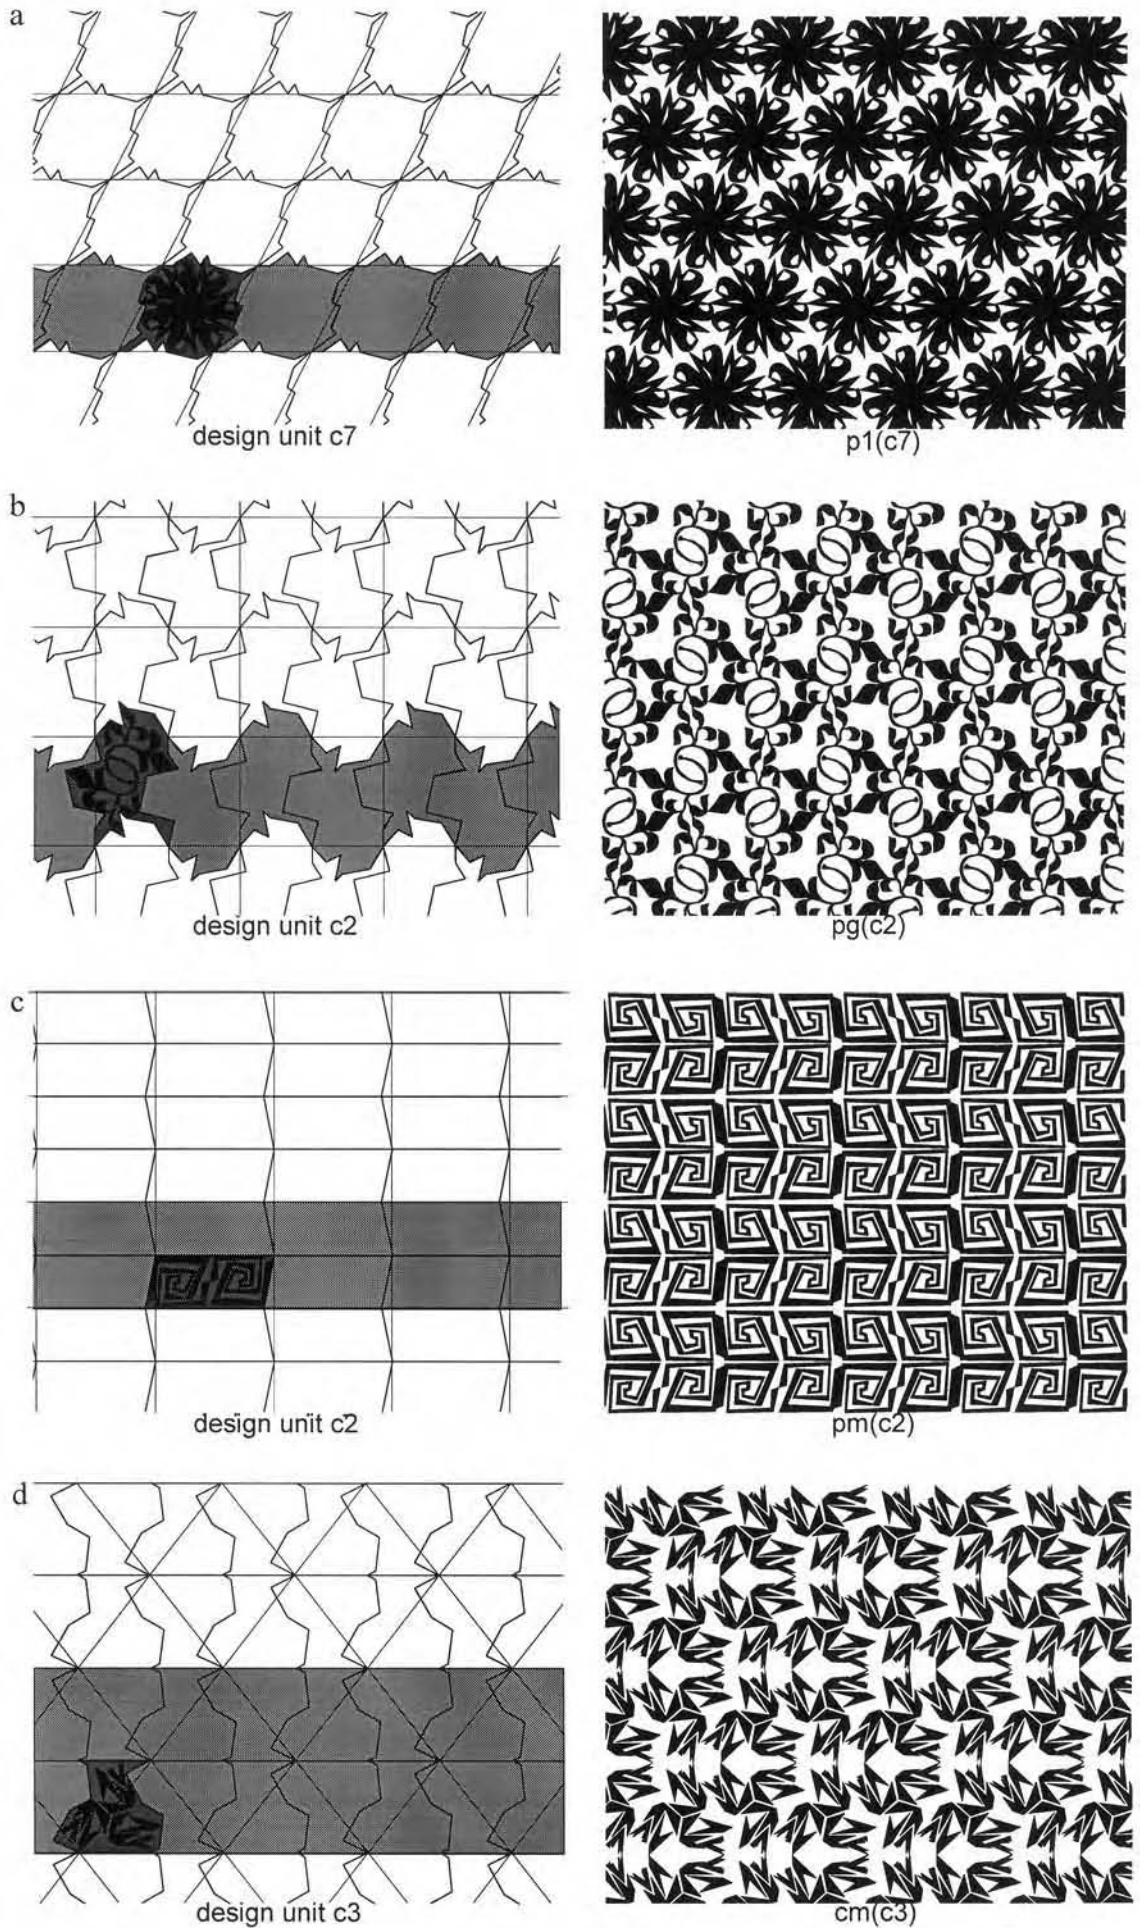 a
design unit c7
p1(c7)
b
design unit c2
pg(c2)
c
design unit c2
pm(c2)
d
design unit c3
cm(c3)